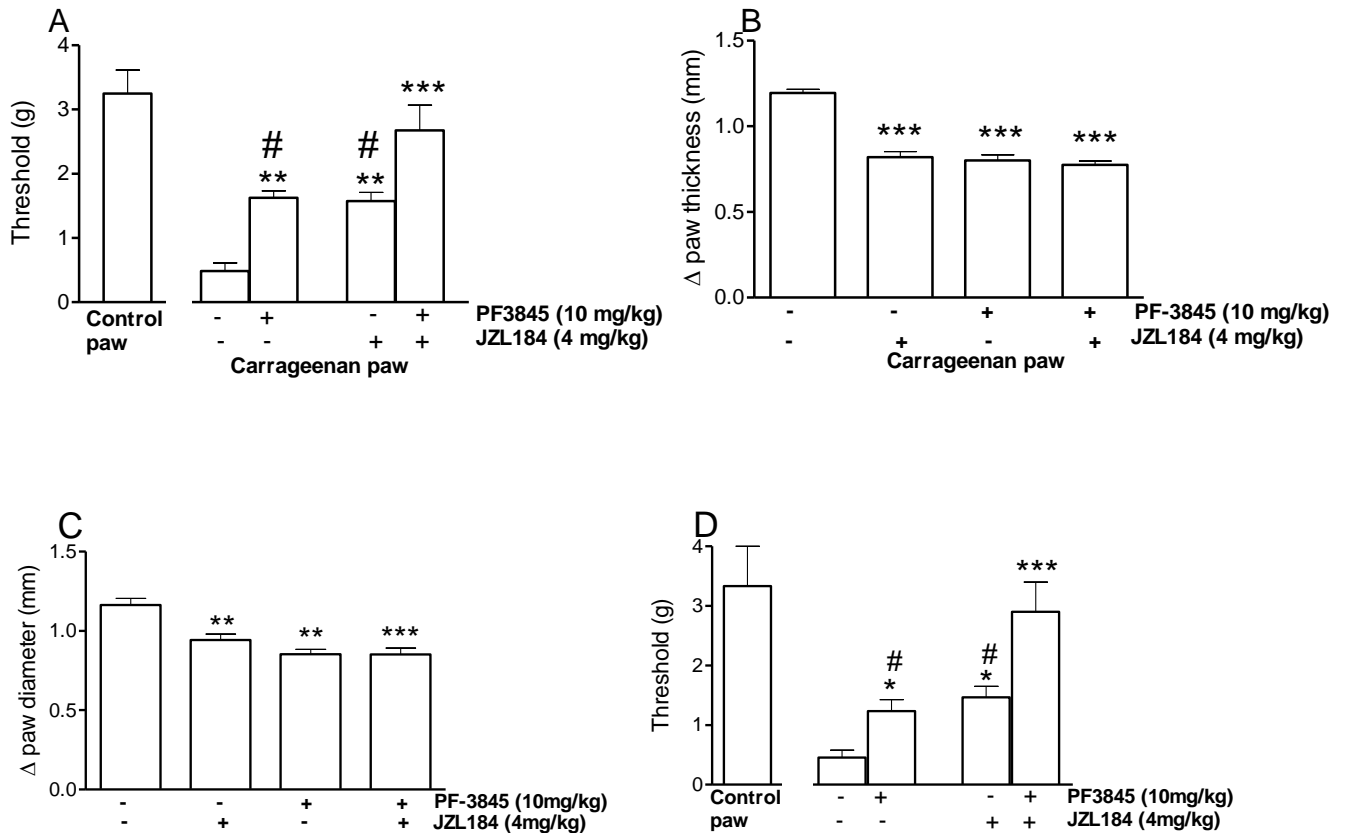 A
Threshold (g)
4
3
2
1
0
# # ***
** **
Control paw
- + - + PF3845 (10 mg/kg)
- - + + JZL184 (4 mg/kg)
Carrageenan paw
B
Δ paw thickness (mm)
1.5
1.0
0.5
0.0
*** *** ***
- - + + PF-3845 (10 mg/kg)
- + - + JZL184 (4 mg/kg)
Carrageenan paw
C
Δ paw diameter (mm)
1.5
1.0
0.5
0.0
** ** ***
- - + + PF-3845 (10mg/kg)
- + - + JZL184 (4mg/kg)
D
Threshold (g)
4
3
2
1
0
# # ***
* *
Control
paw
- + - + PF3845 (10mg/kg)
- - + + JZL184 (4mg/kg)